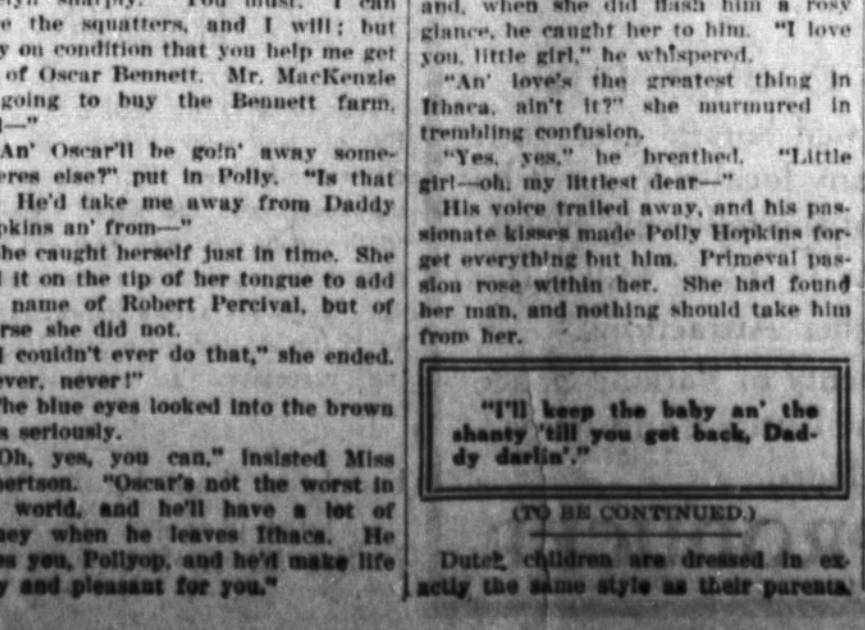 sharply. "You must. I can
e the squatters, and I will; but
y on condition that you help me get
of Oscar Bennett. Mr. MacKenzie
going to buy the Bennett farm,
—"
An' Oscar'll be goin' away some-
eres else?" put in Polly. "Is that
He'd take me away from Daddy
pkins an' from—"
he caught herself just in time. She
it on the tip of her tongue to add
name of Robert Percival, but of
rse she did not.
I couldn't ever do that," she ended.
ever, never!"
he blue eyes looked into the brown
s seriously.
Oh, yes, you can," insisted Miss
ertson. "Oscar's not the worst in
world, and he'll have a lot of
ney when he leaves Ithaca. He
es you, Pollyop, and he'd make life
y and pleasant for you."
and, when she did flash him a rosy
glance, he caught her to him. "I love
you, little girl," he whispered.
"An' love's the greatest thing in
Ithaca, ain't it?" she murmured in
trembling confusion.
"Yes, yes," he breathed. "Little
girl—oh, my littlest dear—"
His voice trailed away, and his pas-
sionate kisses made Polly Hopkins for-
get everything but him. Primeval pas-
sion rose within her. She had found
her man, and nothing should take him
from her.
"I'll keep the baby an' the
shanty 'till you get back, Dad-
dy darlin'."
(TO BE CONTINUED.)
Dutch children are dressed in ex-
actly the same style as their parents.